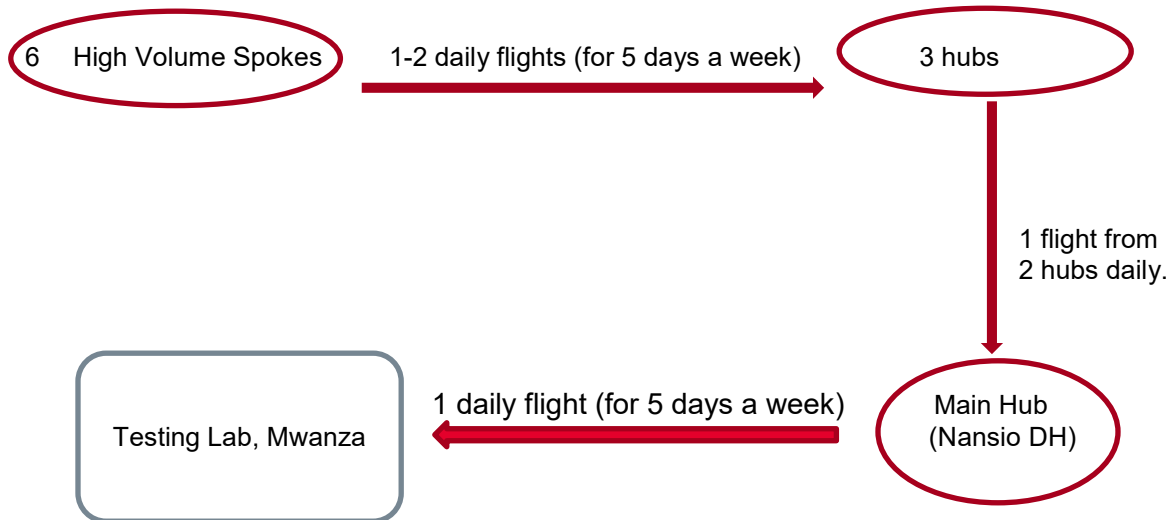 6 High Volume Spokes
1-2 daily flights (for 5 days a week)
3 hubs
1 flight from
2 hubs daily.
Main Hub
(Nansio DH)
1 daily flight (for 5 days a week)
Testing Lab, Mwanza